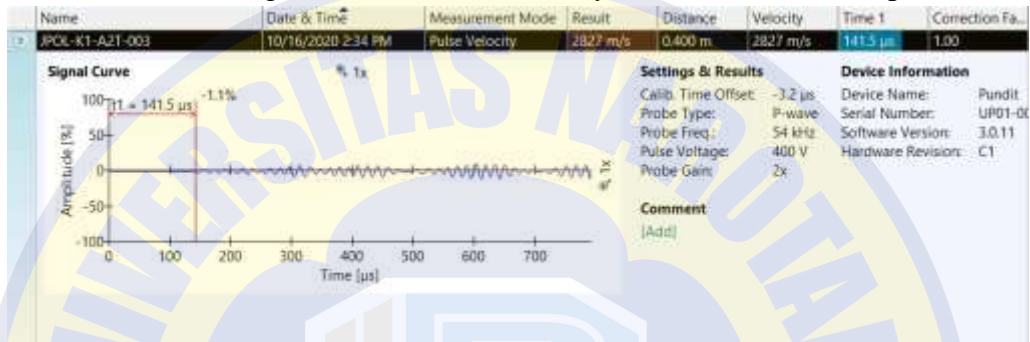 Name Date & Time Measurement Mode Result Distance Velocity Time 1 Correction Fa...
JPOL-K1-A2T-003 10/16/2020 2:34 PM Pulse Velocity 2827 m/s 0.400 m 2827 m/s 141.5 µs 1.00
Signal Curve 1x Settings & Results Device Information
100 t1 = 141.5 µs -1.1% Calib. Time Offset: -3.2 µs Device Name: Pundit
Probe Type: P-wave Serial Number: UP01-00
50 Probe Freq.: 54 kHz Software Version: 3.0.11
Amplitude [%] 0 1x Pulse Voltage: 400 V Hardware Revision: C1
Probe Gain: 2x
-50 Comment
[Add]
-100
0 100 200 300 400 500 600 700
Time [µs]
UNIVERSITAS NAROTAMA